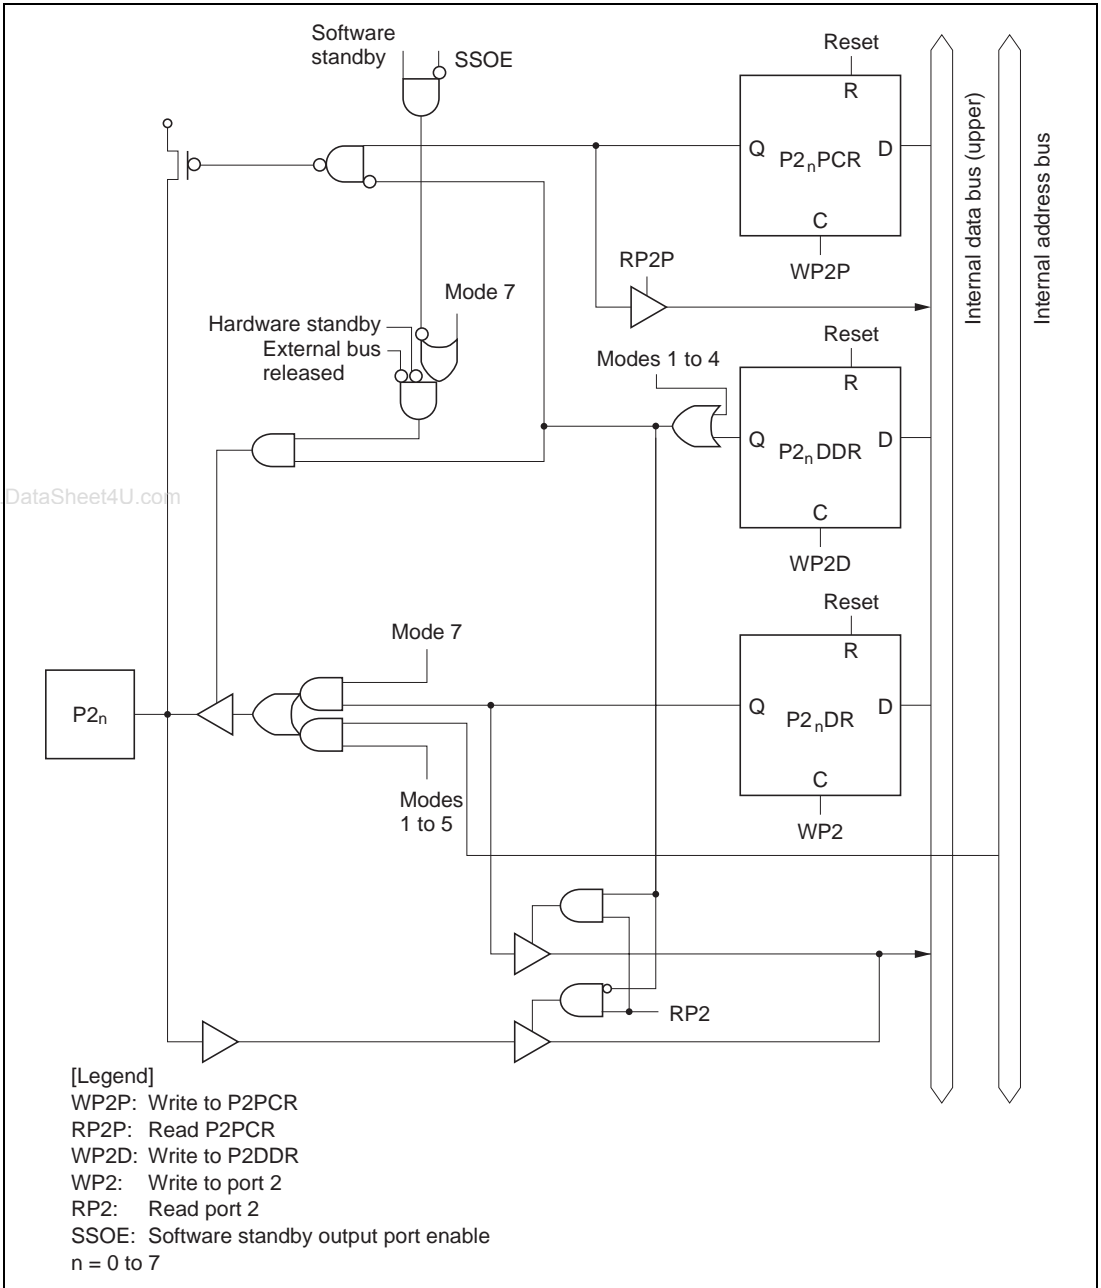 Software
standby
SSOE
Reset
R
Q
P2nPCR
D
C
WP2P
RP2P
Internal data bus (upper)
Internal address bus
Mode 7
Hardware standby
External bus
released
Modes 1 to 4
Reset
R
Q
P2nDDR
D
C
WP2D
DataSheet4U.com
Reset
R
Mode 7
P2n
Q
P2nDR
D
C
WP2
Modes
1 to 5
RP2
[Legend]
WP2P: Write to P2PCR
RP2P: Read P2PCR
WP2D: Write to P2DDR
WP2: Write to port 2
RP2: Read port 2
SSOE: Software standby output port enable
n = 0 to 7